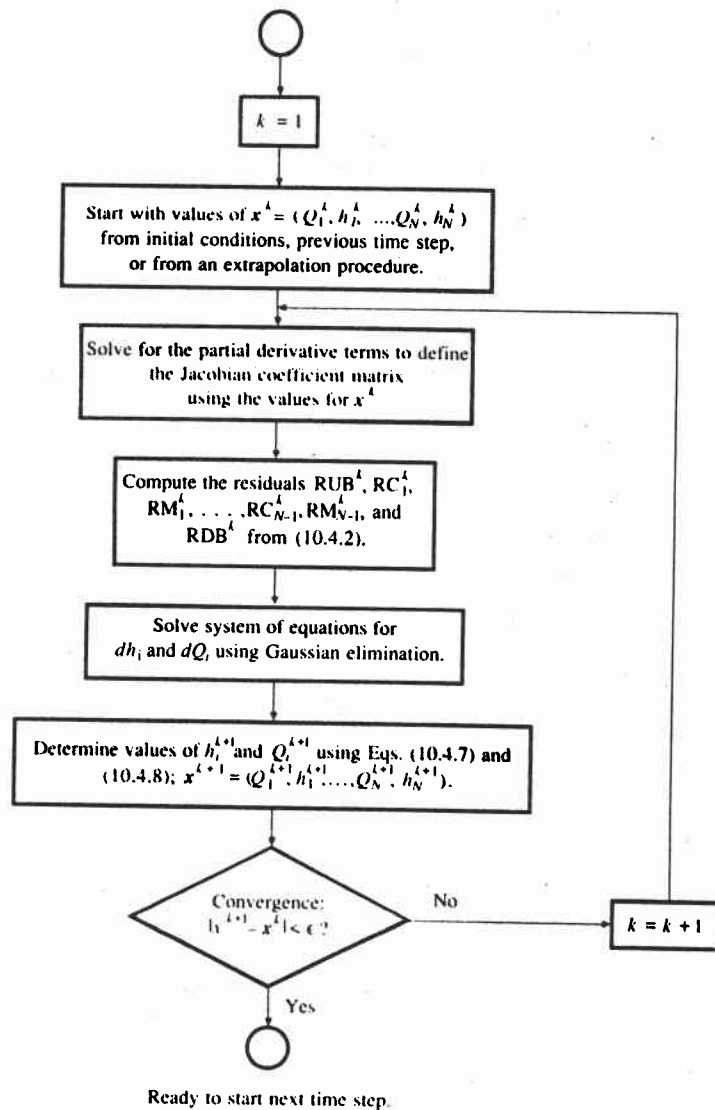 k = 1
Start with values of x^k = (Q_1^k, h_1^k, ...,Q_N^k, h_N^k)
from initial conditions, previous time step,
or from an extrapolation procedure.
Solve for the partial derivative terms to define
the Jacobian coefficient matrix
using the values for x^k
Compute the residuals RUB^k, RC_1^k,
RM_1^k, . . . ,RC_{N-1}^k, RM_{N-1}^k, and
RDB^k from (10.4.2).
Solve system of equations for
dh_i and dQ_i using Gaussian elimination.
Determine values of h_i^{k+1} and Q_i^{k+1} using Eqs. (10.4.7) and
(10.4.8); x^{k+1} = (Q_1^{k+1}, h_1^{k+1},...,Q_N^{k+1}, h_N^{k+1}).
Convergence:
|x^{k+1} - x^k| < ϵ ?
No
k = k + 1
Yes
Ready to start next time step.